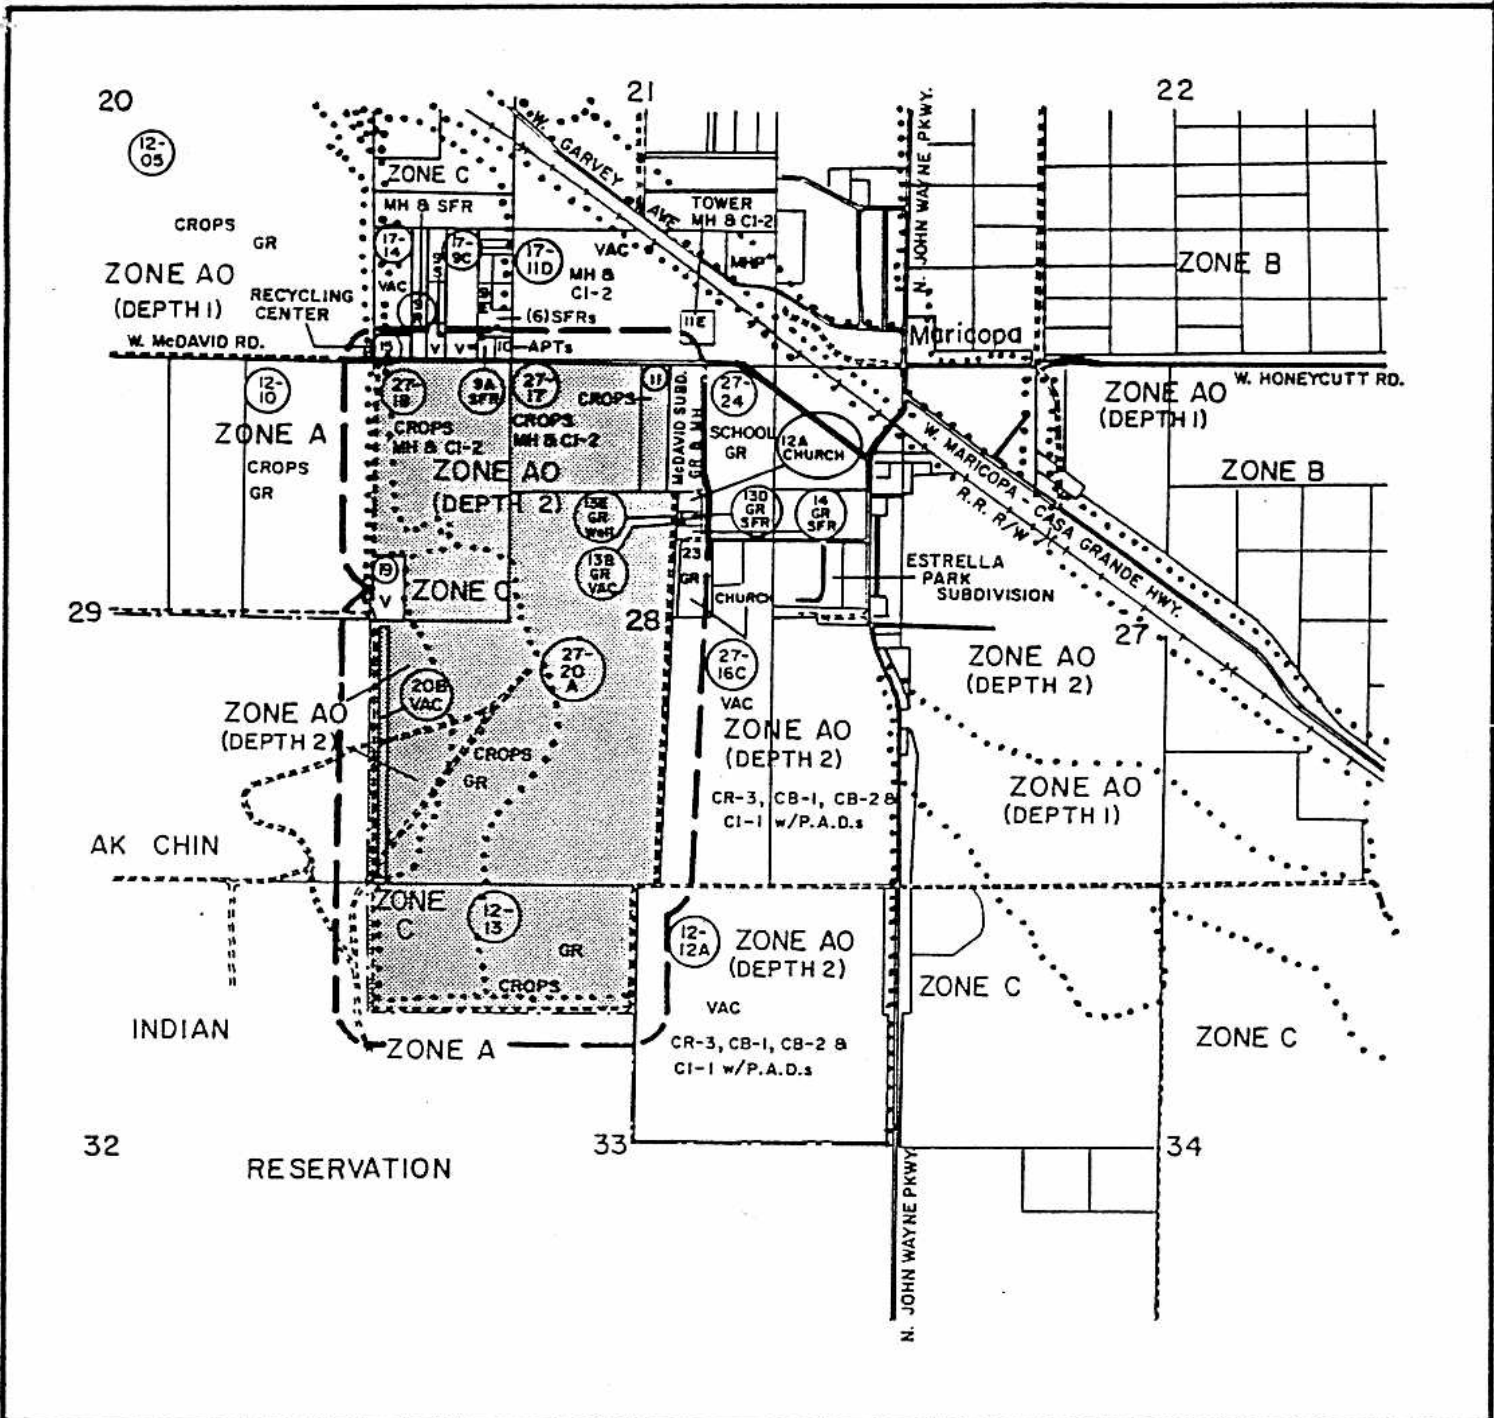 20
21
22
12-
05
CROPS
GR
ZONE AO
(DEPTH 1)
RECYCLING
CENTER
W. McDAVID RD.
ZONE C
MH & SFR
17-
14
VAC
17-
9C
17-
11D
MH &
CI-2
(6) SFRs
APTs
15
V
V
10
W. GARVEY AVE
TOWER
MH & CI-2
VAC
MHP
11E
N. JOHN WAYNE PKWY.
Maricopa
ZONE B
W. HONEYCUTT RD.
ZONE AO
(DEPTH 1)
ZONE B
12-
10
ZONE A
CROPS
GR
27-
18
CROPS
MH & CI-2
9A
SFR
27-
17
CROPS
MH & CI-2
CROPS
11
McDAVID SUBD.
GR & MH
27-
24
SCHOOL
GR
12A
CHURCH
ZONE AO
(DEPTH 2)
13E
GR
Well
13D
GR
SFR
14
GR
SFR
13B
GR
VAC
23
GR
CHURCH
ESTRELLA
PARK
SUBDIVISION
W. MARICOPA - CASA GRANDE HWY.
R.R. R/W
19
V
ZONE C
29
28
27
27-
20
A
20B
VAC
27-
16C
VAC
ZONE AO
(DEPTH 2)
ZONE AO
(DEPTH 2)
ZONE AO
(DEPTH 2)
CROPS
GR
CR-3, CB-1, CB-2 &
CI-1 w/P.A.D.s
ZONE AO
(DEPTH 1)
AK CHIN
ZONE
C
12-
13
GR
CROPS
12-
12A
ZONE AO
(DEPTH 2)
VAC
CR-3, CB-1, CB-2 &
CI-1 w/P.A.D.s
ZONE C
ZONE C
INDIAN
ZONE A
32
33
34
RESERVATION
N. JOHN WAYNE PKWY